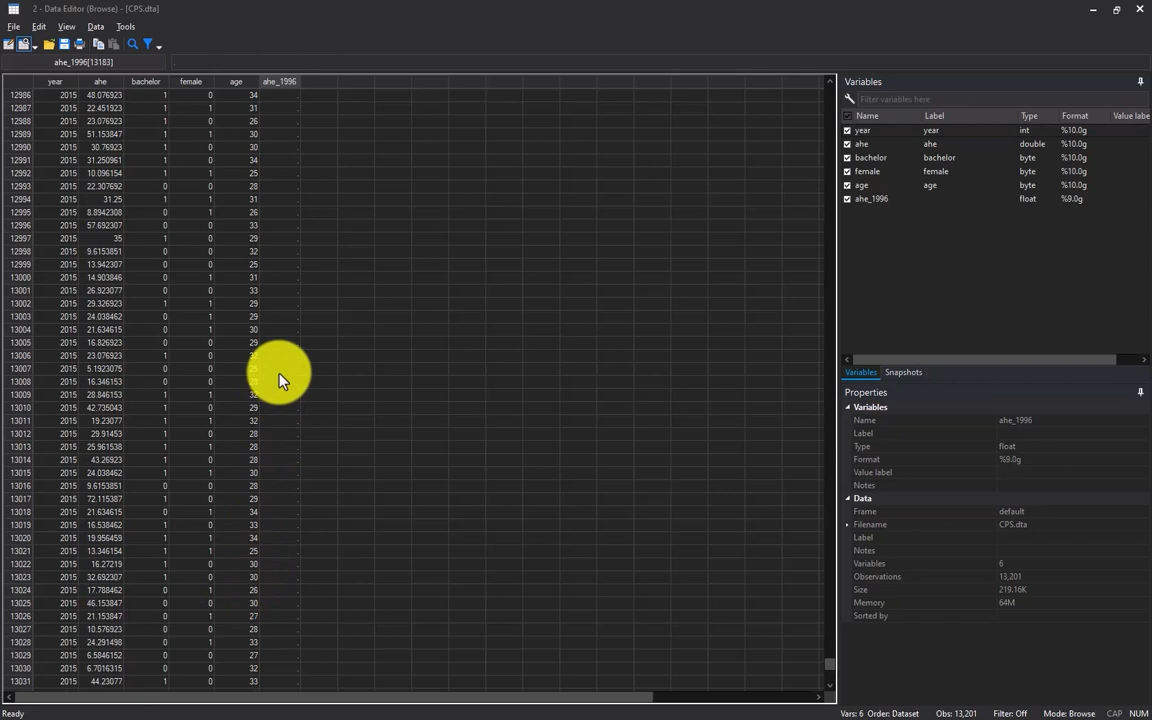 2 - Data Editor (Browse) - [CPS.dta]
File Edit View Data Tools
ahe_1996[13183] .
year ahe bachelor female age ahe_1996
12986 2015 48.076923 1 0 34 .
12987 2015 22.451923 1 1 31 .
12988 2015 23.076923 1 0 26 .
12989 2015 51.153847 1 1 30 .
12990 2015 30.76923 1 0 30 .
12991 2015 31.250961 1 0 34 .
12992 2015 10.096154 1 1 25 .
12993 2015 22.307692 0 0 28 .
12994 2015 31.25 1 1 31 .
12995 2015 8.8942308 0 1 26 .
12996 2015 57.692307 0 0 33 .
12997 2015 35 1 0 29 .
12998 2015 9.6153851 0 0 32 .
12999 2015 13.942307 0 0 25 .
13000 2015 14.903846 0 1 31 .
13001 2015 26.923077 0 0 33 .
13002 2015 29.326923 1 1 29 .
13003 2015 24.038462 0 1 29 .
13004 2015 21.634615 0 1 30 .
13005 2015 16.826923 0 0 29 .
13006 2015 23.076923 0 0
13007 2015 5.1923075 0 0
13008 2015 16.346153 0 0
13009 2015 28.846153 1 1 32 .
13010 2015 42.735043 1 0 29 .
13011 2015 19.23077 1 1 32 .
13012 2015 29.91453 1 0 28 .
13013 2015 25.961538 1 1 28 .
13014 2015 43.26923 1 0 28 .
13015 2015 24.038462 1 1 30 .
13016 2015 9.6153851 0 0 28 .
13017 2015 72.115387 1 0 29 .
13018 2015 21.634615 0 1 34 .
13019 2015 16.538462 1 0 33 .
13020 2015 19.956459 1 1 34 .
13021 2015 13.346154 1 1 25 .
13022 2015 16.27219 1 0 30 .
13023 2015 32.692307 1 0 30 .
13024 2015 17.788462 0 1 26 .
13025 2015 46.153847 0 0 30 .
13026 2015 21.153847 0 1 27 .
13027 2015 10.576923 0 0 28 .
13028 2015 24.291498 0 1 33 .
13029 2015 6.5846152 0 0 27 .
13030 2015 6.7016315 0 0 32 .
13031 2015 44.23077 1 0 33 .
Variables
Filter variables here
Name Label Type Format Value labe
year year int %10.0g
ahe ahe double %10.0g
bachelor bachelor byte %10.0g
female female byte %10.0g
age age byte %10.0g
ahe_1996 float %9.0g
Variables Snapshots
Properties
Variables
Name ahe_1996
Label
Type float
Format %9.0g
Value label
Notes
Data
Frame default
Filename CPS.dta
Label
Notes
Variables 6
Observations 13,201
Size 219.16K
Memory 64M
Sorted by
Ready Vars: 6 Order: Dataset Obs: 13,201 Filter: Off Mode: Browse CAP NUM